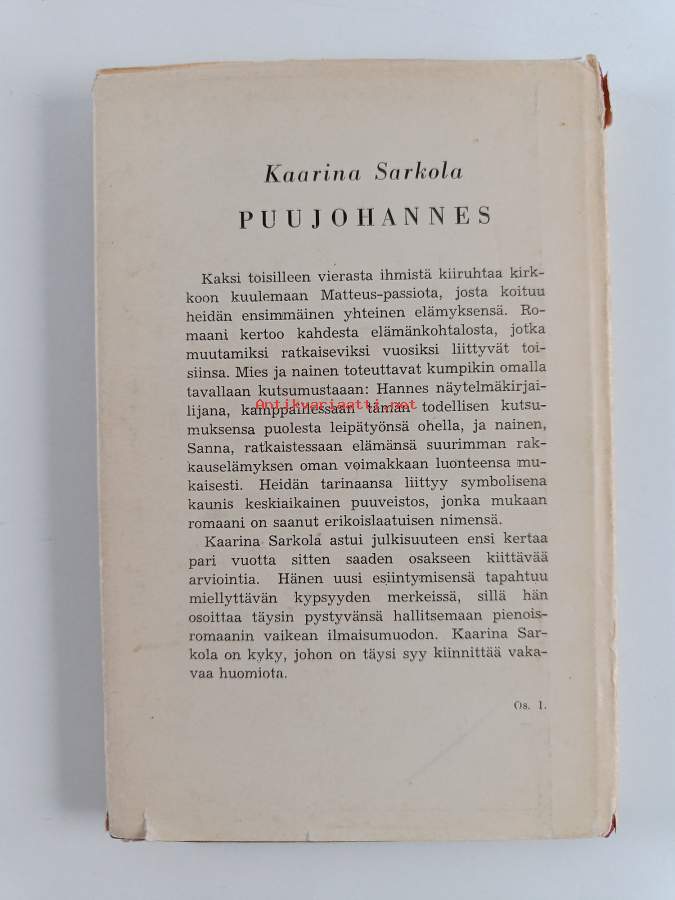 Kaarina Sarkola
PUUJOHANNES
Kaksi toisilleen vierasta ihmistä kiiruhtaa kirk-
koon kuulemaan Matteus-passiota, josta koituu
heidän ensimmäinen yhteinen elämyksensä. Ro-
maani kertoo kahdesta elämänkohtalosta, jotka
muutamiksi ratkaiseviksi vuosiksi liittyvät toi-
siinsa. Mies ja nainen toteuttavat kumpikin omalla
tavallaan kutsumustaaan: Hannes näytelmäkirjai-
Antikvariaatti.net
lijana, kamppaillessaan tämän todellisen kutsu-
muksensa puolesta leipätyönsä ohella, ja nainen,
Sanna, ratkaistessaan elämänsä suurimman rak-
kauselämyksen oman voimakkaan luonteensa mu-
kaisesti. Heidän tarinaansa liittyy symbolisena
kaunis keskiaikainen puuveistos, jonka mukaan
romaani on saanut erikoislaatuisen nimensä.
Kaarina Sarkola astui julkisuuteen ensi kertaa
pari vuotta sitten saaden osakseen kiittävää
arviointia. Hänen uusi esiintymisensä tapahtuu
miellyttävän kypsyyden merkeissä, sillä hän
osoittaa täysin pystyvänsä hallitsemaan pienois-
romaanin vaikean ilmaisumuodon. Kaarina Sar-
kola on kyky, johon on täysi syy kiinnittää vaka-
vaa huomiota.
Os. 1.